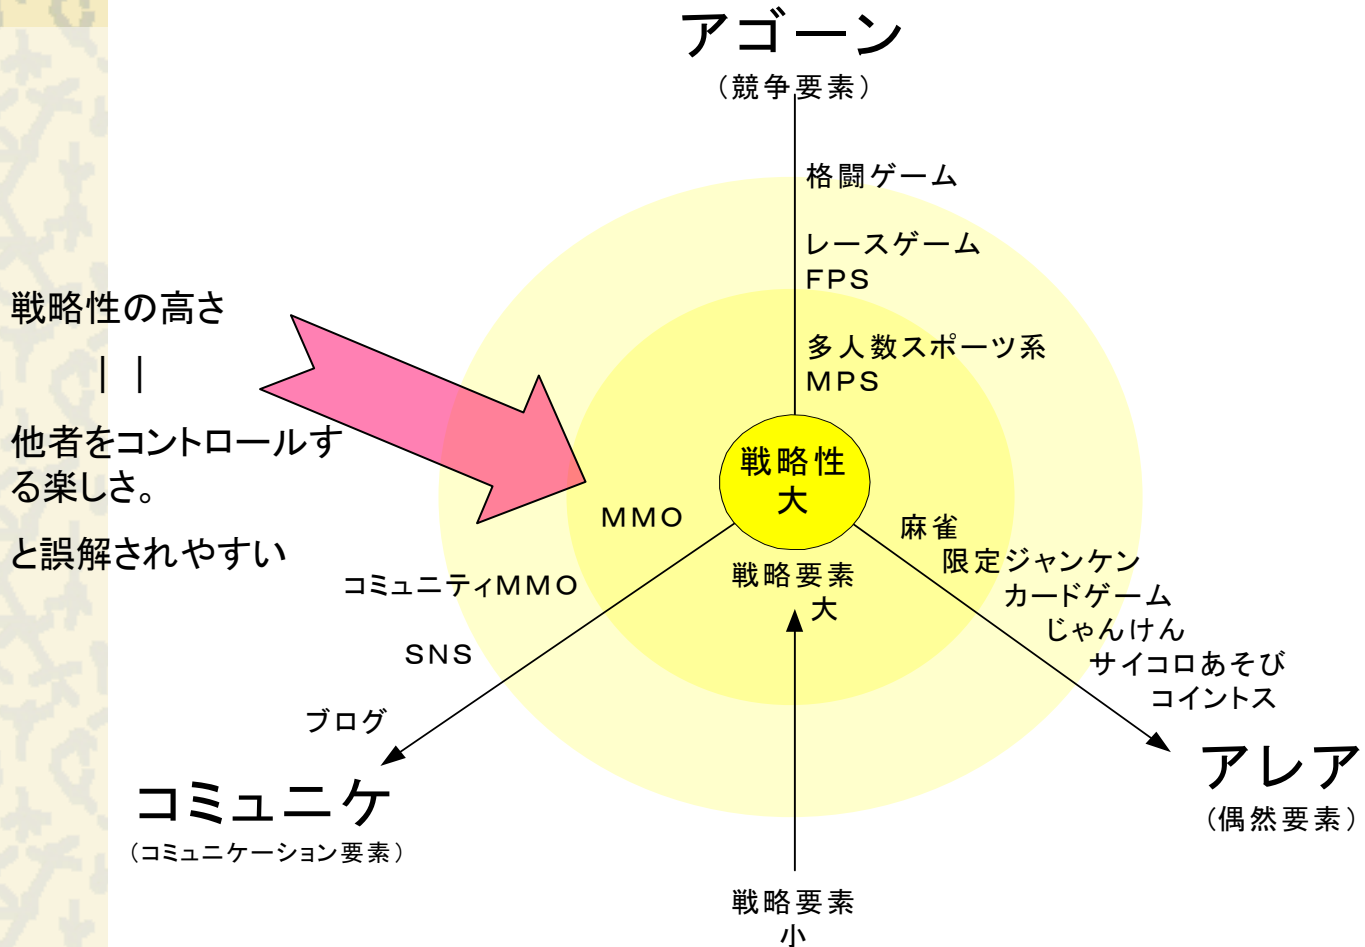 アゴーン
（競争要素）
格闘ゲーム
レースゲーム
ＦＰＳ
多人数スポーツ系
ＭＰＳ
戦略性の高さ
｜｜
他者をコントロールす
る楽しさ。
と誤解されやすい
戦略性
大
ＭＭＯ
コミュニティＭＭＯ
ＳＮＳ
ブログ
コミュニケ
（コミュニケーション要素）
麻雀
限定ジャンケン
カードゲーム
じゃんけん
サイコロあそび
コイントス
アレア
（偶然要素）
戦略要素
大
戦略要素
小